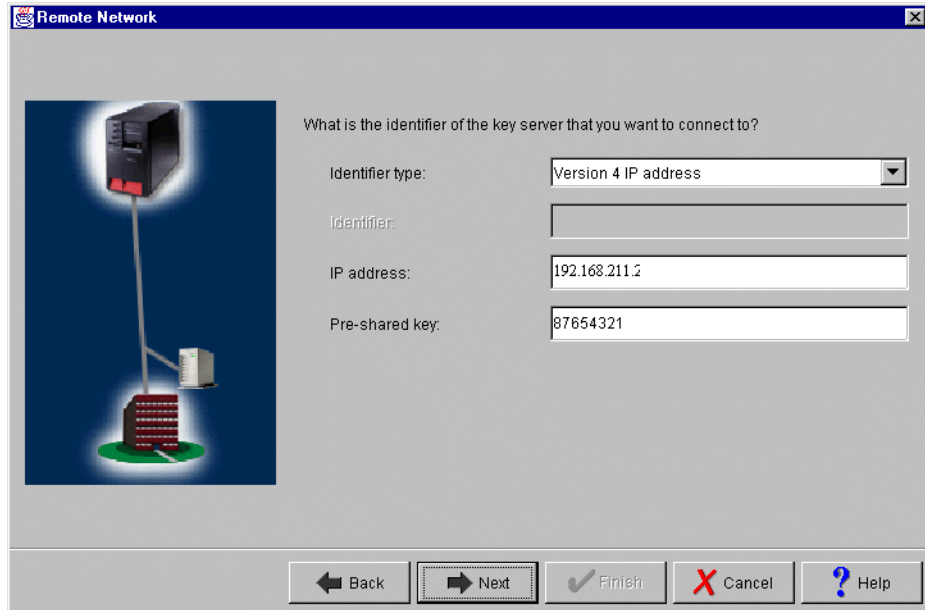 Remote Network
What is the identifier of the key server that you want to connect to?
Identifier type: Version 4 IP address
Identifier:
IP address: 192.168.211.2
Pre-shared key: 87654321
Back Next Finish Cancel ? Help